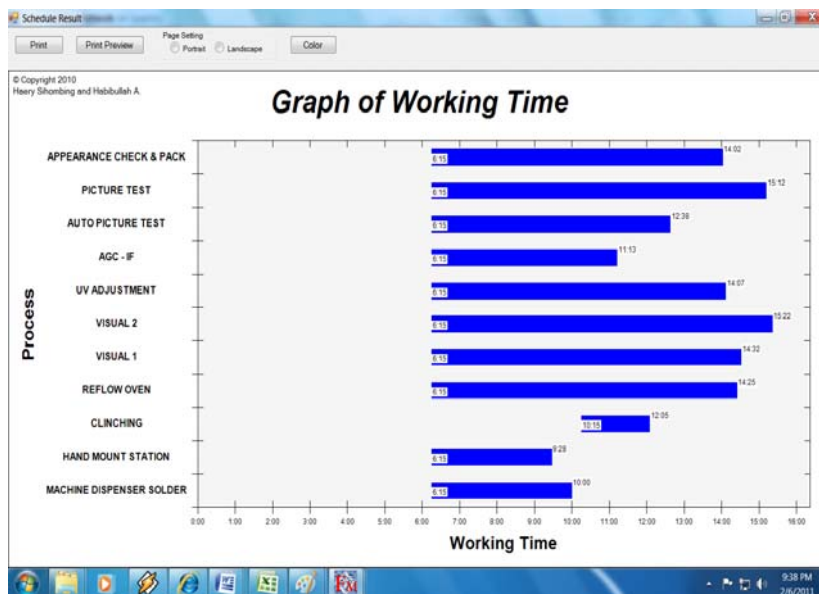 Schedule Result
Page Setting
Print
Print Preview
Portrait
Landscape
Color
© Copyright 2010
Haery Sihombing and Habibullah A.
Graph of Working Time
Process
APPEARANCE CHECK & PACK
6:15
14:02
PICTURE TEST
6:15
15:12
AUTO PICTURE TEST
6:15
12:38
AGC - IF
6:15
11:13
UV ADJUSTMENT
6:15
14:07
VISUAL 2
6:15
15:22
VISUAL 1
6:15
14:32
REFLOW OVEN
6:15
14:25
CLINCHING
10:15
12:05
HAND MOUNT STATION
6:15
9:28
MACHINE DISPENSER SOLDER
6:15
10:00
0:00 1:00 2:00 3:00 4:00 5:00 6:00 7:00 8:00 9:00 10:00 11:00 12:00 13:00 14:00 15:00 16:00
Working Time
9:38 PM
2/6/2011